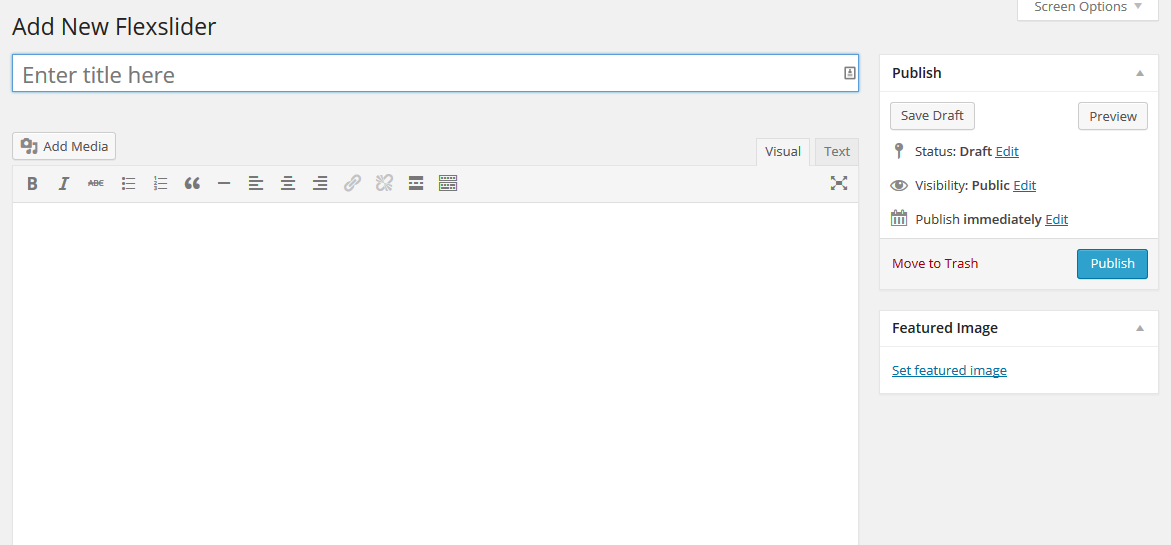 Screen Options
Add New Flexslider
Enter title here
Add Media
Visual Text
B I ABC
Publish
Save Draft Preview
Status: Draft Edit
Visibility: Public Edit
Publish immediately Edit
Move to Trash Publish
Featured Image
Set featured image